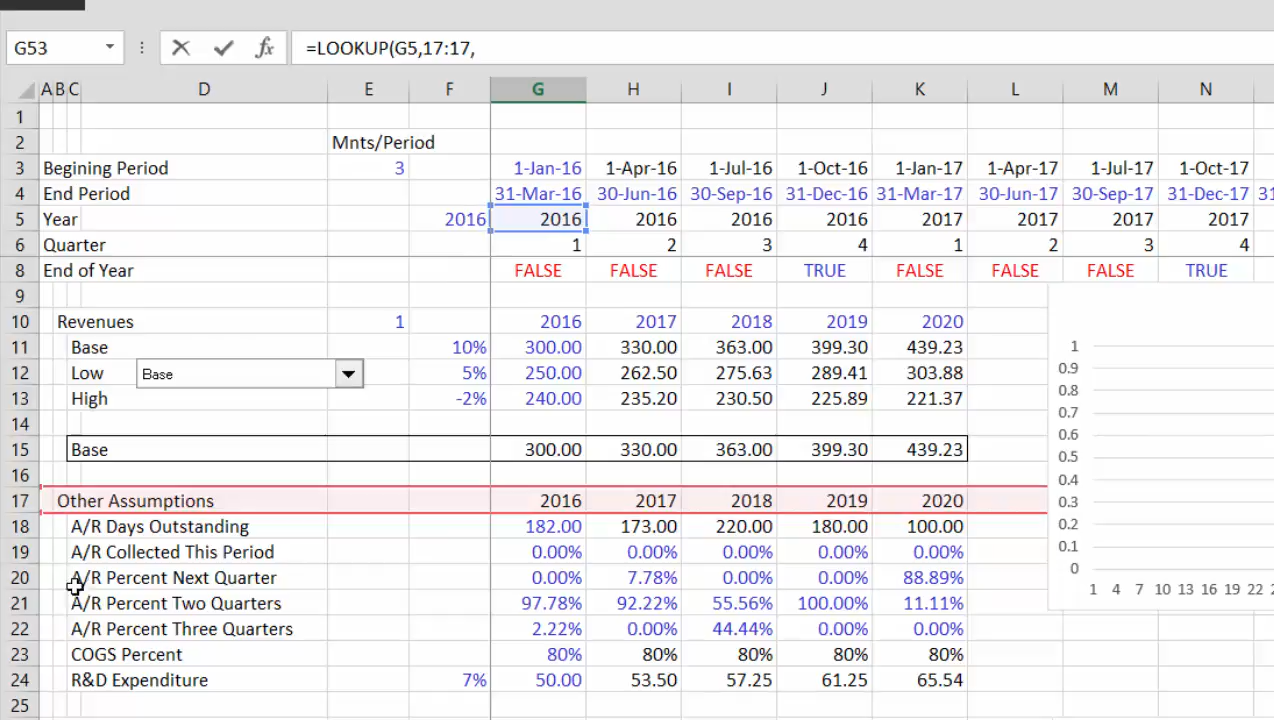 G53 =LOOKUP(G5,17:17,
A B C D E F G H I J K L M N
1
2 Mnts/Period
3 Begining Period 3 1-Jan-16 1-Apr-16 1-Jul-16 1-Oct-16 1-Jan-17 1-Apr-17 1-Jul-17 1-Oct-17
4 End Period 31-Mar-16 30-Jun-16 30-Sep-16 31-Dec-16 31-Mar-17 30-Jun-17 30-Sep-17 31-Dec-17 31
5 Year 2016 2016 2016 2016 2016 2017 2017 2017 2017
6 Quarter 1 2 3 4 1 2 3 4
8 End of Year FALSE FALSE FALSE TRUE FALSE FALSE FALSE TRUE
9
10 Revenues 1 2016 2017 2018 2019 2020
11 Base 10% 300.00 330.00 363.00 399.30 439.23 1
12 Low Base 5% 250.00 262.50 275.63 289.41 303.88 0.9
13 High -2% 240.00 235.20 230.50 225.89 221.37 0.8
14 0.7
0.6
15 Base 300.00 330.00 363.00 399.30 439.23
0.5
16 0.4
17 Other Assumptions 2016 2017 2018 2019 2020 0.3
18 A/R Days Outstanding 182.00 173.00 220.00 180.00 100.00 0.2
19 A/R Collected This Period 0.00% 0.00% 0.00% 0.00% 0.00% 0.1
20 A/R Percent Next Quarter 0.00% 7.78% 0.00% 0.00% 88.89% 0
1 4 7 10 13 16 19 22 2
21 A/R Percent Two Quarters 97.78% 92.22% 55.56% 100.00% 11.11%
22 A/R Percent Three Quarters 2.22% 0.00% 44.44% 0.00% 0.00%
23 COGS Percent 80% 80% 80% 80% 80%
24 R&D Expenditure 7% 50.00 53.50 57.25 61.25 65.54
25